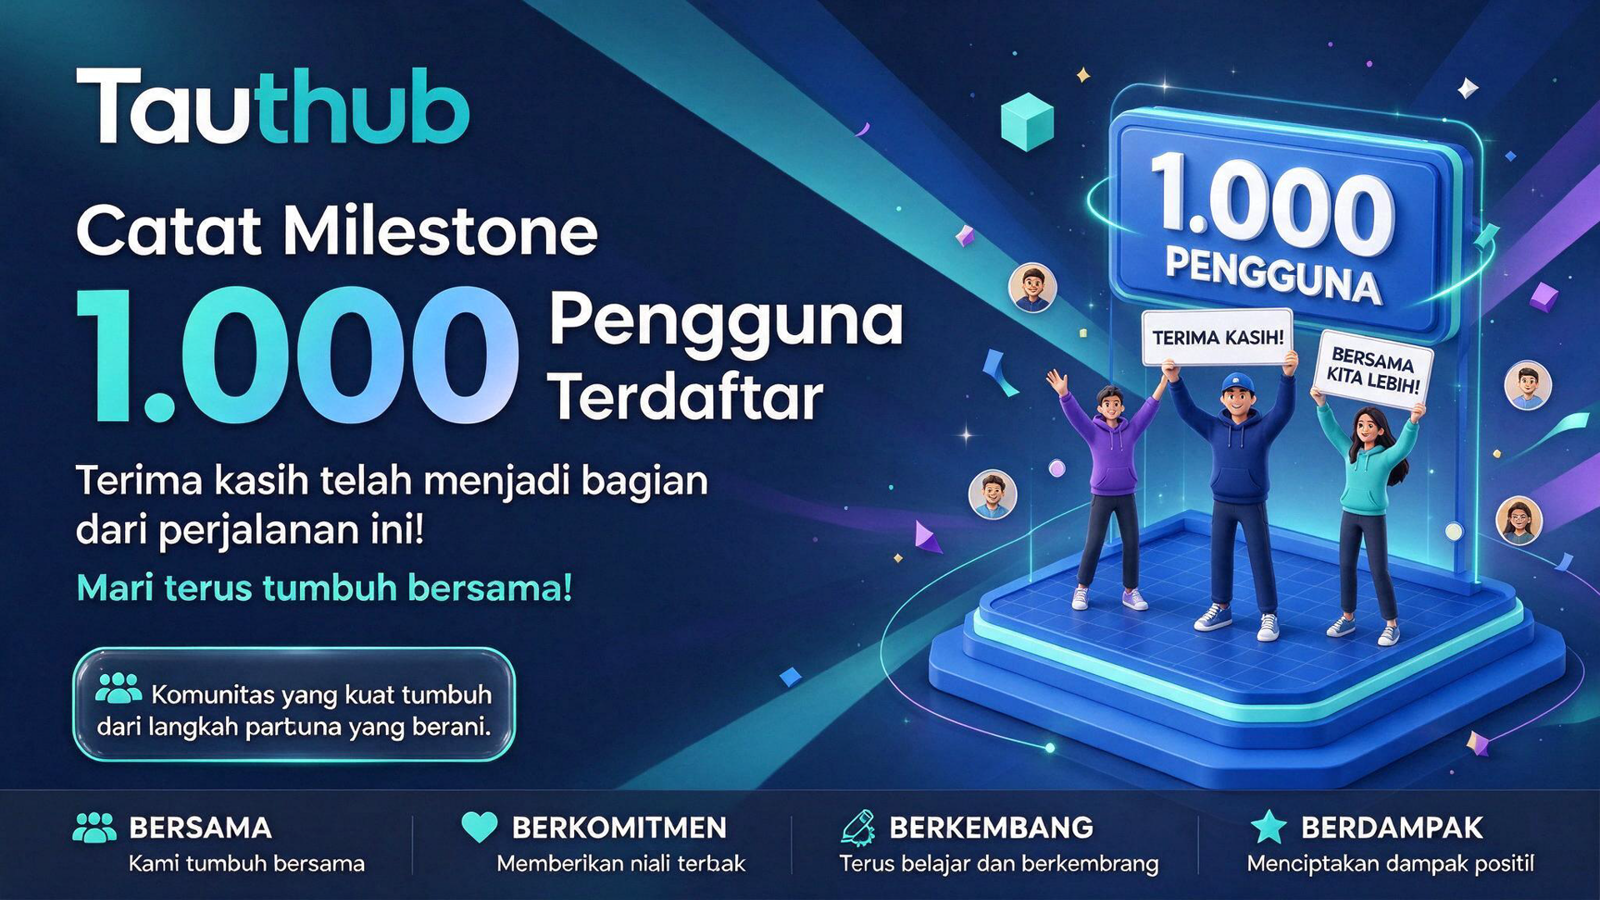 Tauthub
Catat Milestone
1.000 Pengguna
Terdaftar
Terima kasih telah menjadi bagian
dari perjalanan ini!
Mari terus tumbuh bersama!
Komunitas yang kuat tumbuh
dari langkah partuna yang berani.
1.000
PENGGUNA
TERIMA KASIH!
BERSAMA
KITA LEBIH!
BERSAMA
Kami tumbuh bersama
BERKOMITMEN
Memberikan niali terbak
BERKEMBANG
Terus belajar dan berkembrang
BERDAMPAK
Menciptakan dampak positif